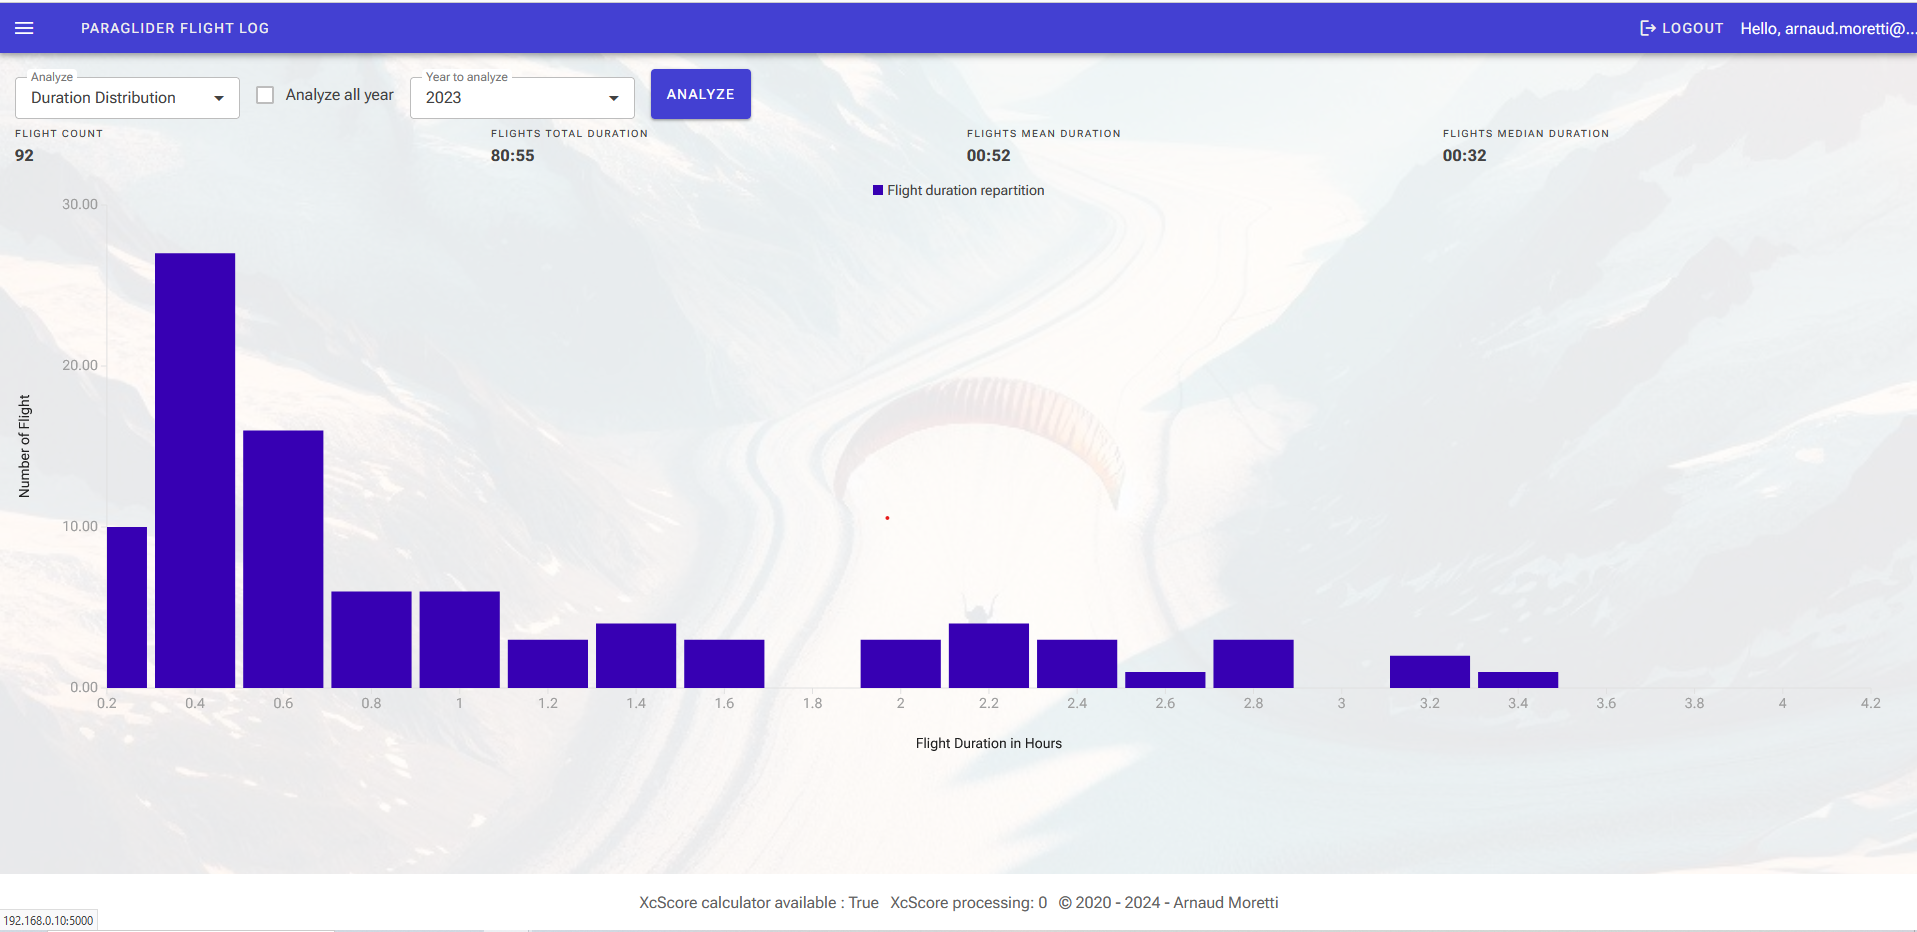 PARAGLIDER FLIGHT LOG
LOGOUT Hello, arnaud.moretti@...
Analyze
Duration Distribution
Analyze all year
Year to analyze
2023
ANALYZE
FLIGHT COUNT
92
FLIGHTS TOTAL DURATION
80:55
FLIGHTS MEAN DURATION
00:52
FLIGHTS MEDIAN DURATION
00:32
Flight duration repartition
30.00
20.00
10.00
0.00
Number of Flight
0.2 0.4 0.6 0.8 1 1.2 1.4 1.6 1.8 2 2.2 2.4 2.6 2.8 3 3.2 3.4 3.6 3.8 4 4.2
Flight Duration in Hours
XcScore calculator available : True XcScore processing: 0 © 2020 - 2024 - Arnaud Moretti
192.168.0.10:5000